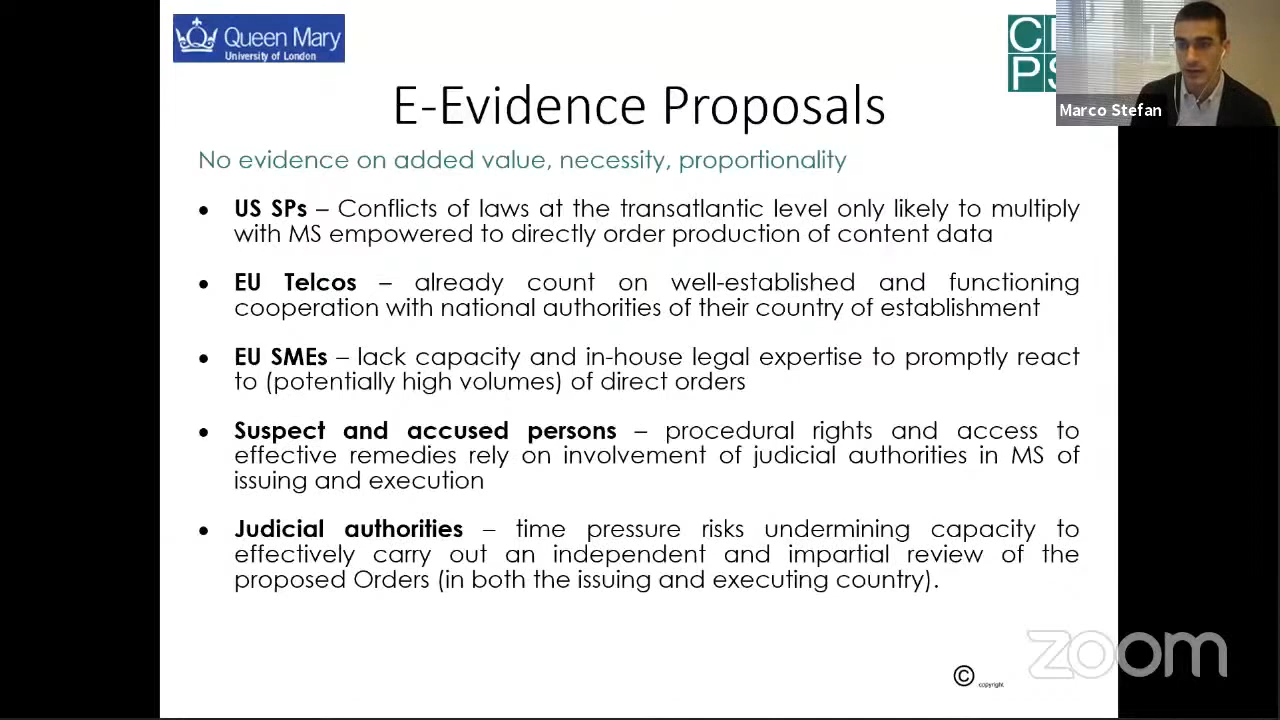 Queen Mary
University of London
Marco Stefan
E-Evidence Proposals
No evidence on added value, necessity, proportionality
• US SPs – Conflicts of laws at the transatlantic level only likely to multiply
with MS empowered to directly order production of content data
• EU Telcos – already count on well-established and functioning
cooperation with national authorities of their country of establishment
• EU SMEs – lack capacity and in-house legal expertise to promptly react
to (potentially high volumes) of direct orders
• Suspect and accused persons – procedural rights and access to
effective remedies rely on involvement of judicial authorities in MS of
issuing and execution
• Judicial authorities – time pressure risks undermining capacity to
effectively carry out an independent and impartial review of the
proposed Orders (in both the issuing and executing country).
zoom
© copyright